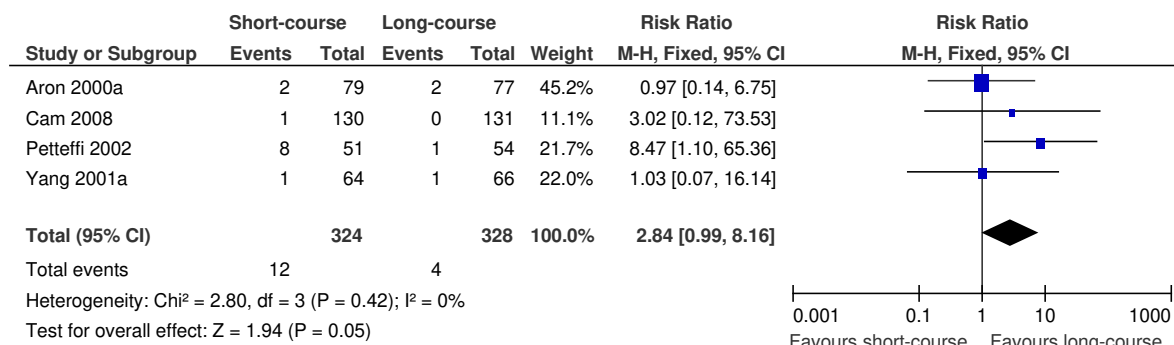 Short-course Long-course Risk Ratio Risk Ratio
Study or Subgroup Events Total Events Total Weight M-H, Fixed, 95% CI M-H, Fixed, 95% CI
Aron 2000a 2 79 2 77 45.2% 0.97 [0.14, 6.75]
Cam 2008 1 130 0 131 11.1% 3.02 [0.12, 73.53]
Petteffi 2002 8 51 1 54 21.7% 8.47 [1.10, 65.36]
Yang 2001a 1 64 1 66 22.0% 1.03 [0.07, 16.14]
Total (95% CI) 324 328 100.0% 2.84 [0.99, 8.16]
Total events 12 4
Heterogeneity: Chi² = 2.80, df = 3 (P = 0.42); I² = 0%
Test for overall effect: Z = 1.94 (P = 0.05)
0.001 0.1 1 10 1000
Favours short-course Favours long-course